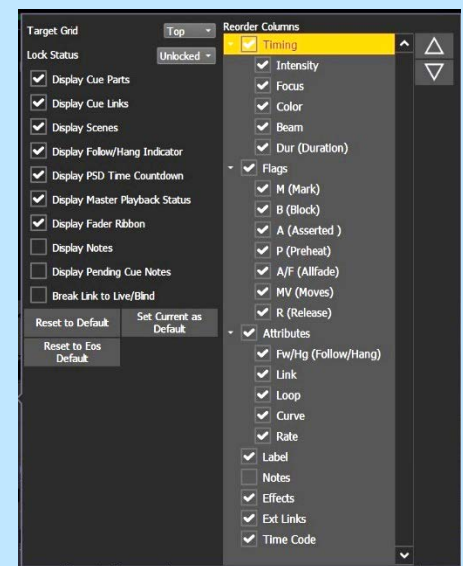 Target Grid
Top
Lock Status
Unlocked
Display Cue Parts
Display Cue Links
Display Scenes
Display Follow/Hang Indicator
Display PSD Time Countdown
Display Master Playback Status
Display Fader Ribbon
Display Notes
Display Pending Cue Notes
Break Link to Live/Blind
Reset to Default
Set Current as
Default
Reset to Eos
Default
Reorder Columns
Timing
Intensity
Focus
Color
Beam
Dur (Duration)
Flags
M (Mark)
B (Block)
A (Asserted )
P (Preheat)
A/F (Allfade)
MV (Moves)
R (Release)
Attributes
Fw/Hg (Follow/Hang)
Link
Loop
Curve
Rate
Label
Notes
Effects
Ext Links
Time Code